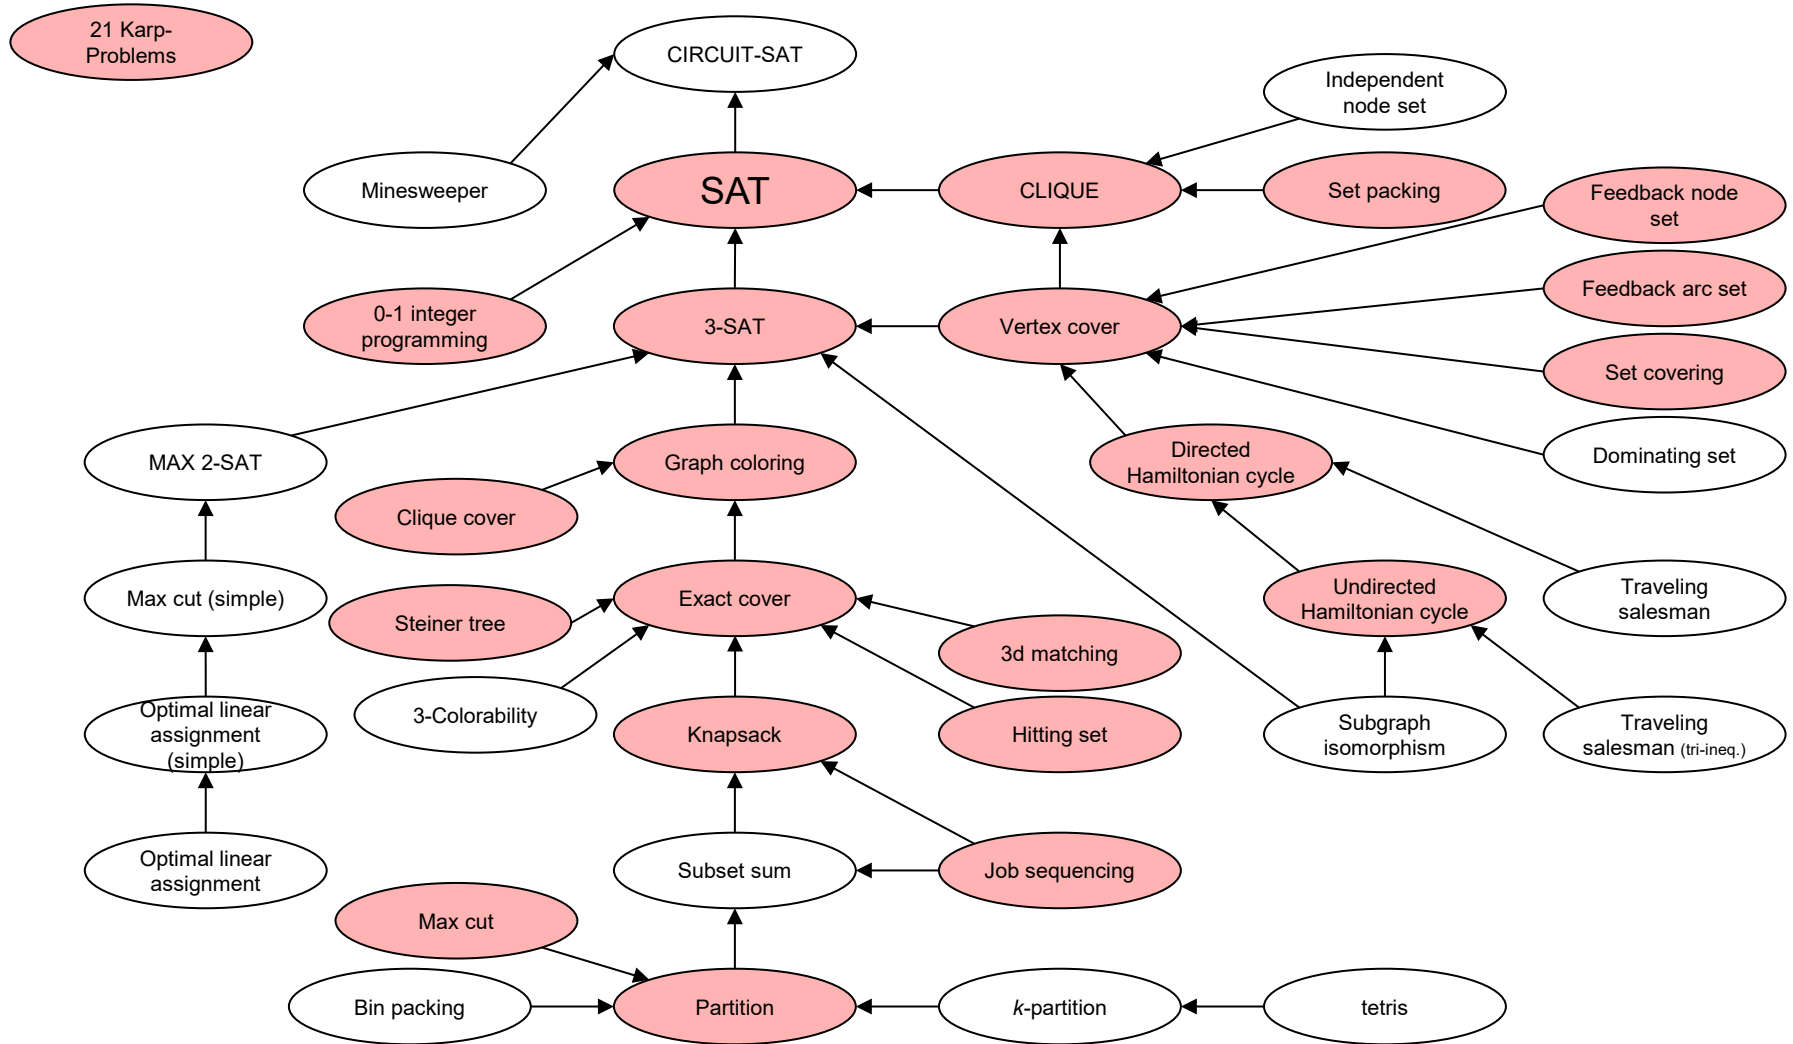 21 Karp-
Problems
CIRCUIT-SAT
Independent
node set
Minesweeper
SAT
CLIQUE
Set packing
Feedback node
set
0-1 integer
programming
3-SAT
Vertex cover
Feedback arc set
Set covering
MAX 2-SAT
Graph coloring
Directed
Hamiltonian cycle
Dominating set
Clique cover
Max cut (simple)
Steiner tree
Exact cover
3d matching
Undirected
Hamiltonian cycle
Traveling
salesman
Optimal linear
assignment
(simple)
3-Colorability
Knapsack
Hitting set
Subgraph
isomorphism
Traveling
salesman (tri-ineq.)
Optimal linear
assignment
Subset sum
Job sequencing
Max cut
Bin packing
Partition
k-partition
tetris